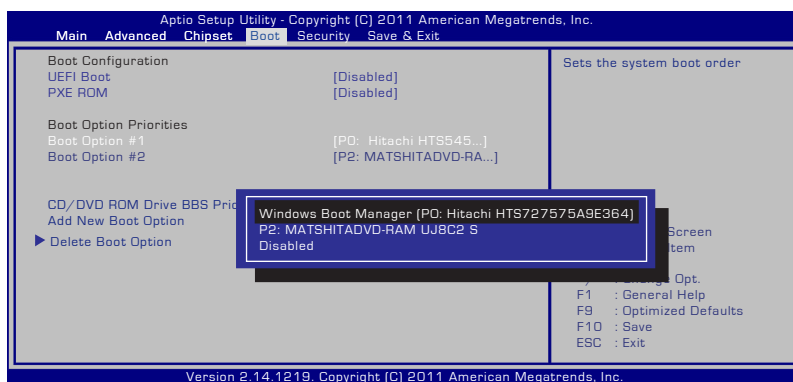 Aptio Setup Utility - Copyright (C) 2011 American Megatrends, Inc.
Main Advanced Chipset Boot Security Save & Exit
Boot Configuration
UEFI Boot [Disabled]
PXE ROM [Disabled]
Boot Option Priorities
Boot Option #1 [P0: Hitachi HTS545...]
Boot Option #2 [P2: MATSHITADVD-RA...]
CD/DVD ROM Drive BBS
Add New Boot Option
Delete Boot Option
Windows Boot Manager (P0: Hitachi HTS727575A9E364)
P2: MATSHITADVD-RAM UJ8C2 S
Disabled
Sets the system boot order
Screen
Item
Opt.
F1 : General Help
F9 : Optimized Defaults
F10 : Save
ESC : Exit
Version 2.14.1219. Copyright (C) 2011 American Megatrends, Inc.